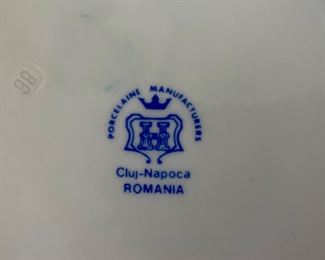 PORCELAINE MANUFACTURERS
Cluj-Napoca
ROMANIA